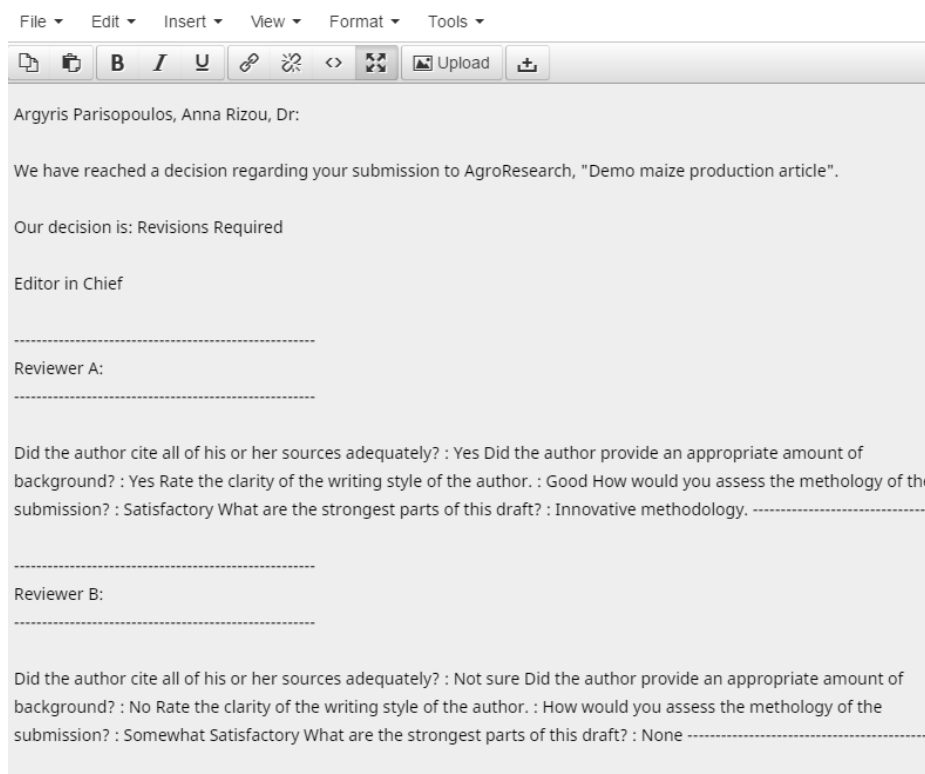 File Edit Insert View Format Tools
B I U Upload
Argyris Parisopoulos, Anna Rizou, Dr:
We have reached a decision regarding your submission to AgroResearch, "Demo maize production article".
Our decision is: Revisions Required
Editor in Chief
------------------------------------------------------
Reviewer A:
------------------------------------------------------
Did the author cite all of his or her sources adequately? : Yes Did the author provide an appropriate amount of
background? : Yes Rate the clarity of the writing style of the author. : Good How would you assess the methology of the
submission? : Satisfactory What are the strongest parts of this draft? : Innovative methodology. -------------------------------
------------------------------------------------------
Reviewer B:
------------------------------------------------------
Did the author cite all of his or her sources adequately? : Not sure Did the author provide an appropriate amount of
background? : No Rate the clarity of the writing style of the author. : How would you assess the methology of the
submission? : Somewhat Satisfactory What are the strongest parts of this draft? : None -------------------------------------------